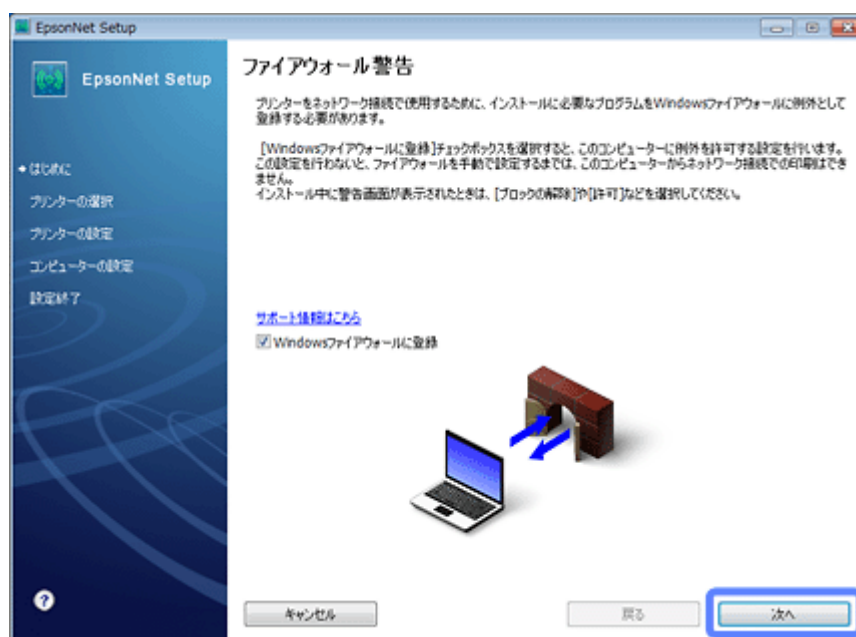 EpsonNet Setup
EpsonNet Setup
はじめに
プリンターの選択
プリンターの設定
コンピューターの設定
設定終了
ファイアウォール警告
プリンターをネットワーク接続で使用するために、インストールに必要なプログラムをWindowsファイアウォールに例外として
登録する必要があります。
[Windowsファイアウォールに登録]チェックボックスを選択すると、このコンピューターに例外を許可する設定を行います。
この設定を行わないと、ファイアウォールを手動で設定するまでは、このコンピューターからネットワーク接続での印刷はでき
ません。
インストール中に警告画面が表示されたときは、[ブロックの解除]や[許可]などを選択してください。
サポート情報はこちら
Windowsファイアウォールに登録
?
キャンセル
戻る
次へ